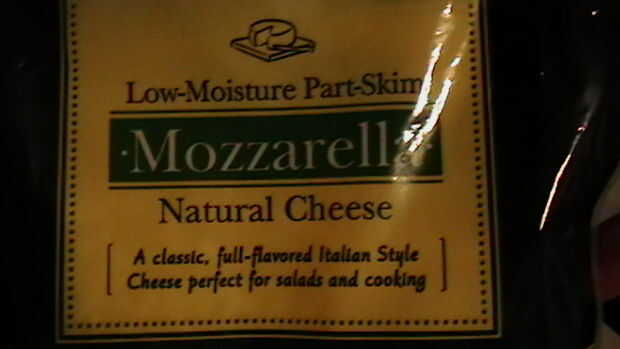 Low-Moisture Part-Skim
·Mozzarella·
Natural Cheese
A classic, full-flavored Italian Style
Cheese perfect for salads and cooking